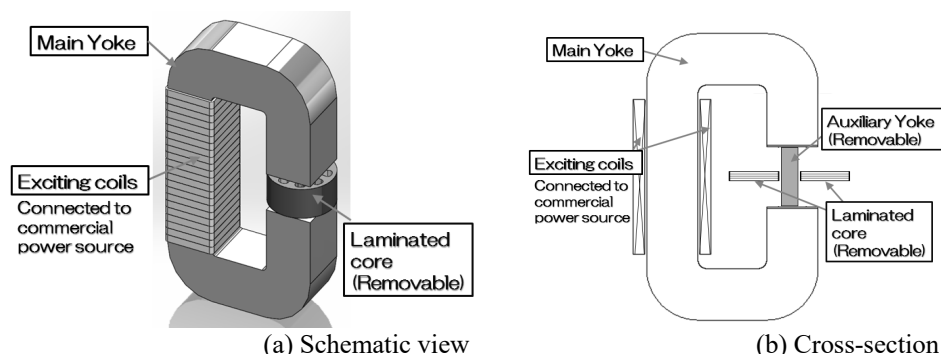 Main Yoke
Exciting coils
Connected to
commercial
power source
Laminated
core
(Removable)
(a) Schematic view
Main Yoke
Auxiliary Yoke
(Removable)
Exciting coils
Connected to
commercial
power source
Laminated
core
(Removable)
(b) Cross-section